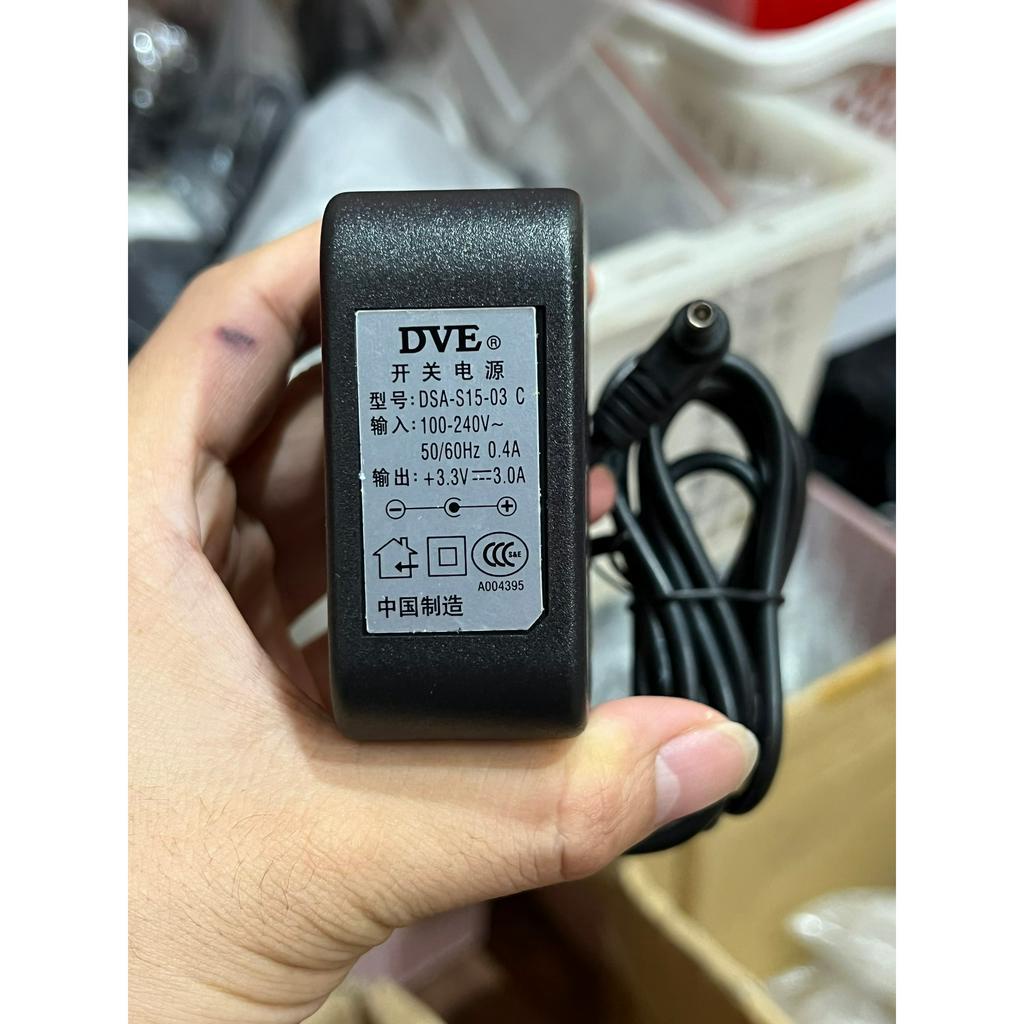 DVE®
开关电源
型号:DSA-S15-03 C
输入:100-240V~
50/60Hz 0.4A
输出:+3.3V⎓3.0A
S&E
A004395
中国制造